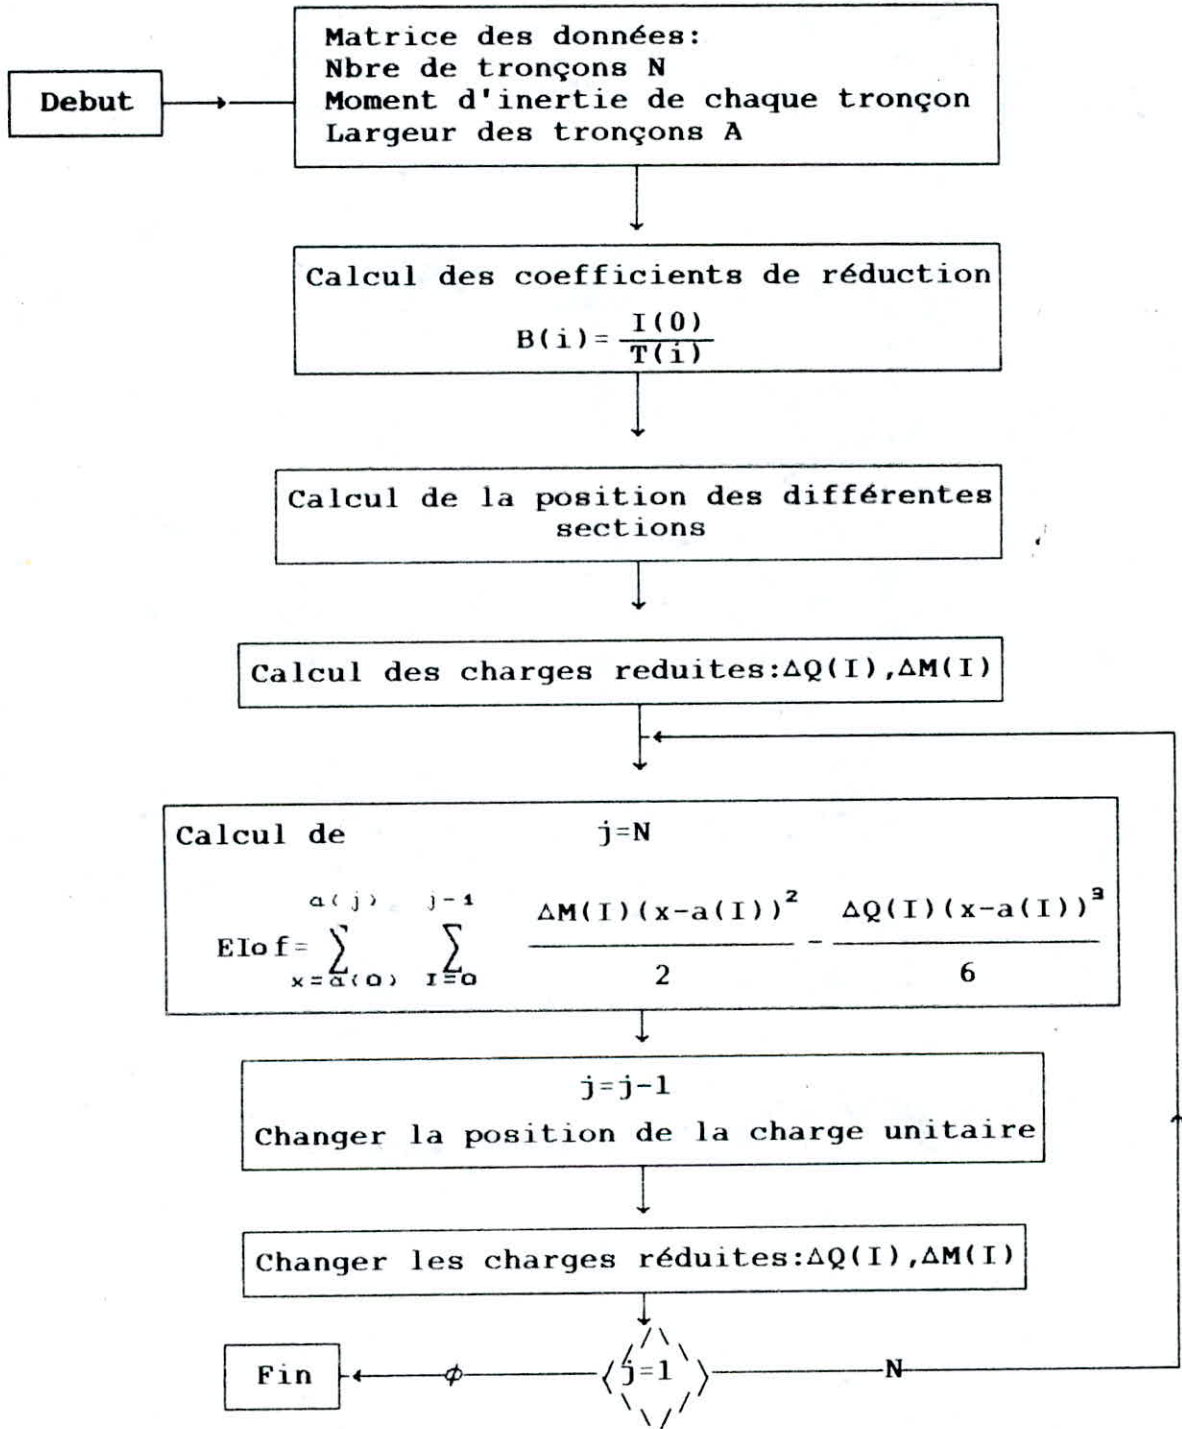 Matrice des données:
Nbre de tronçons N
Debut
Moment d'inertie de chaque tronçon
Largeur des tronçons A
Calcul des coefficients de réduction
B(i)= I(0) / T(i)
Calcul de la position des différentes
sections
Calcul des charges reduites:ΔQ(I),ΔM(I)
Calcul de j=N
EIof= ∑ x=a(0) a(j) ∑ I=0 j-1 ΔM(I)(x-a(I))² / 2 - ΔQ(I)(x-a(I))³ / 6
j=j-1
Changer la position de la charge unitaire
Changer les charges réduites:ΔQ(I),ΔM(I)
Fin ϕ j=1 N